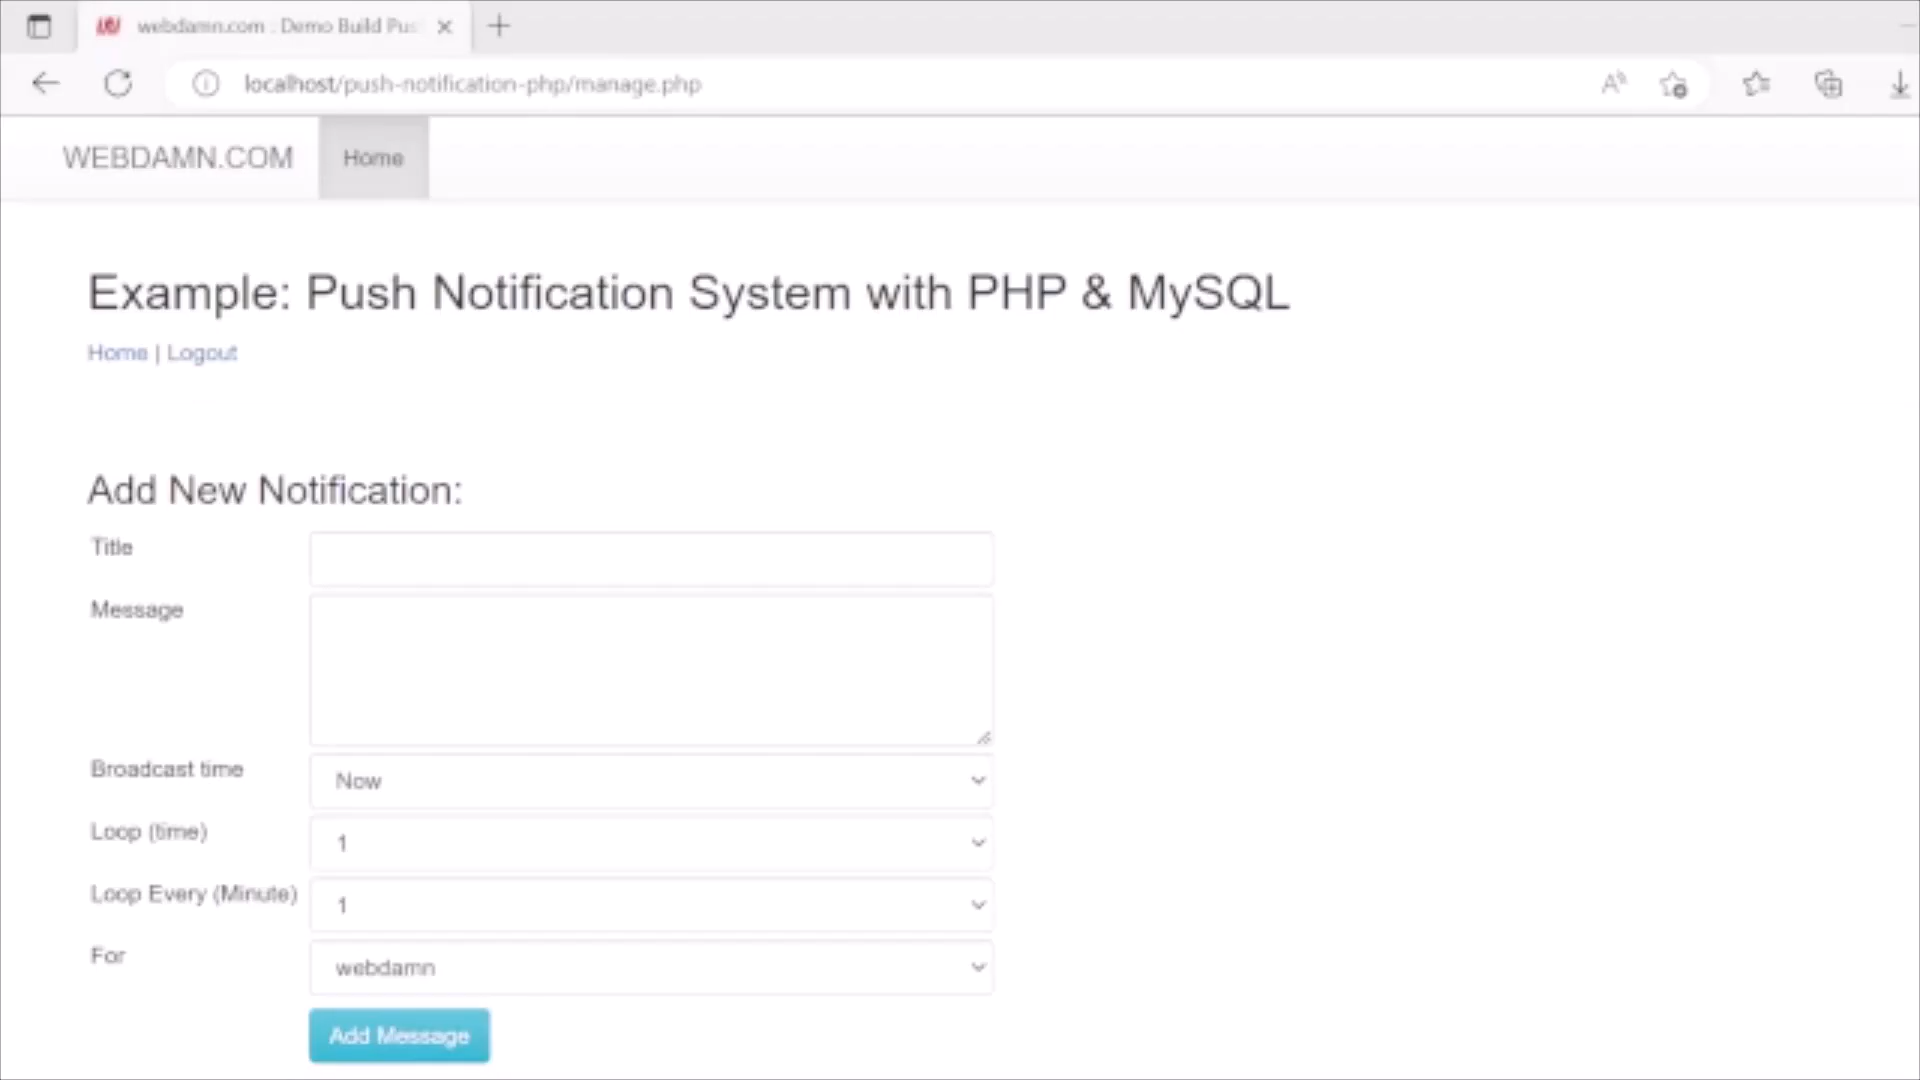 webdamn.com : Demo Build Pus
localhost/push-notification-php/manage.php
WEBDAMN.COM Home
Example: Push Notification System with PHP & MySQL
Home | Logout
Add New Notification:
Title
Message
Broadcast time Now
Loop (time) 1
Loop Every (Minute) 1
For webdamn
Add Message